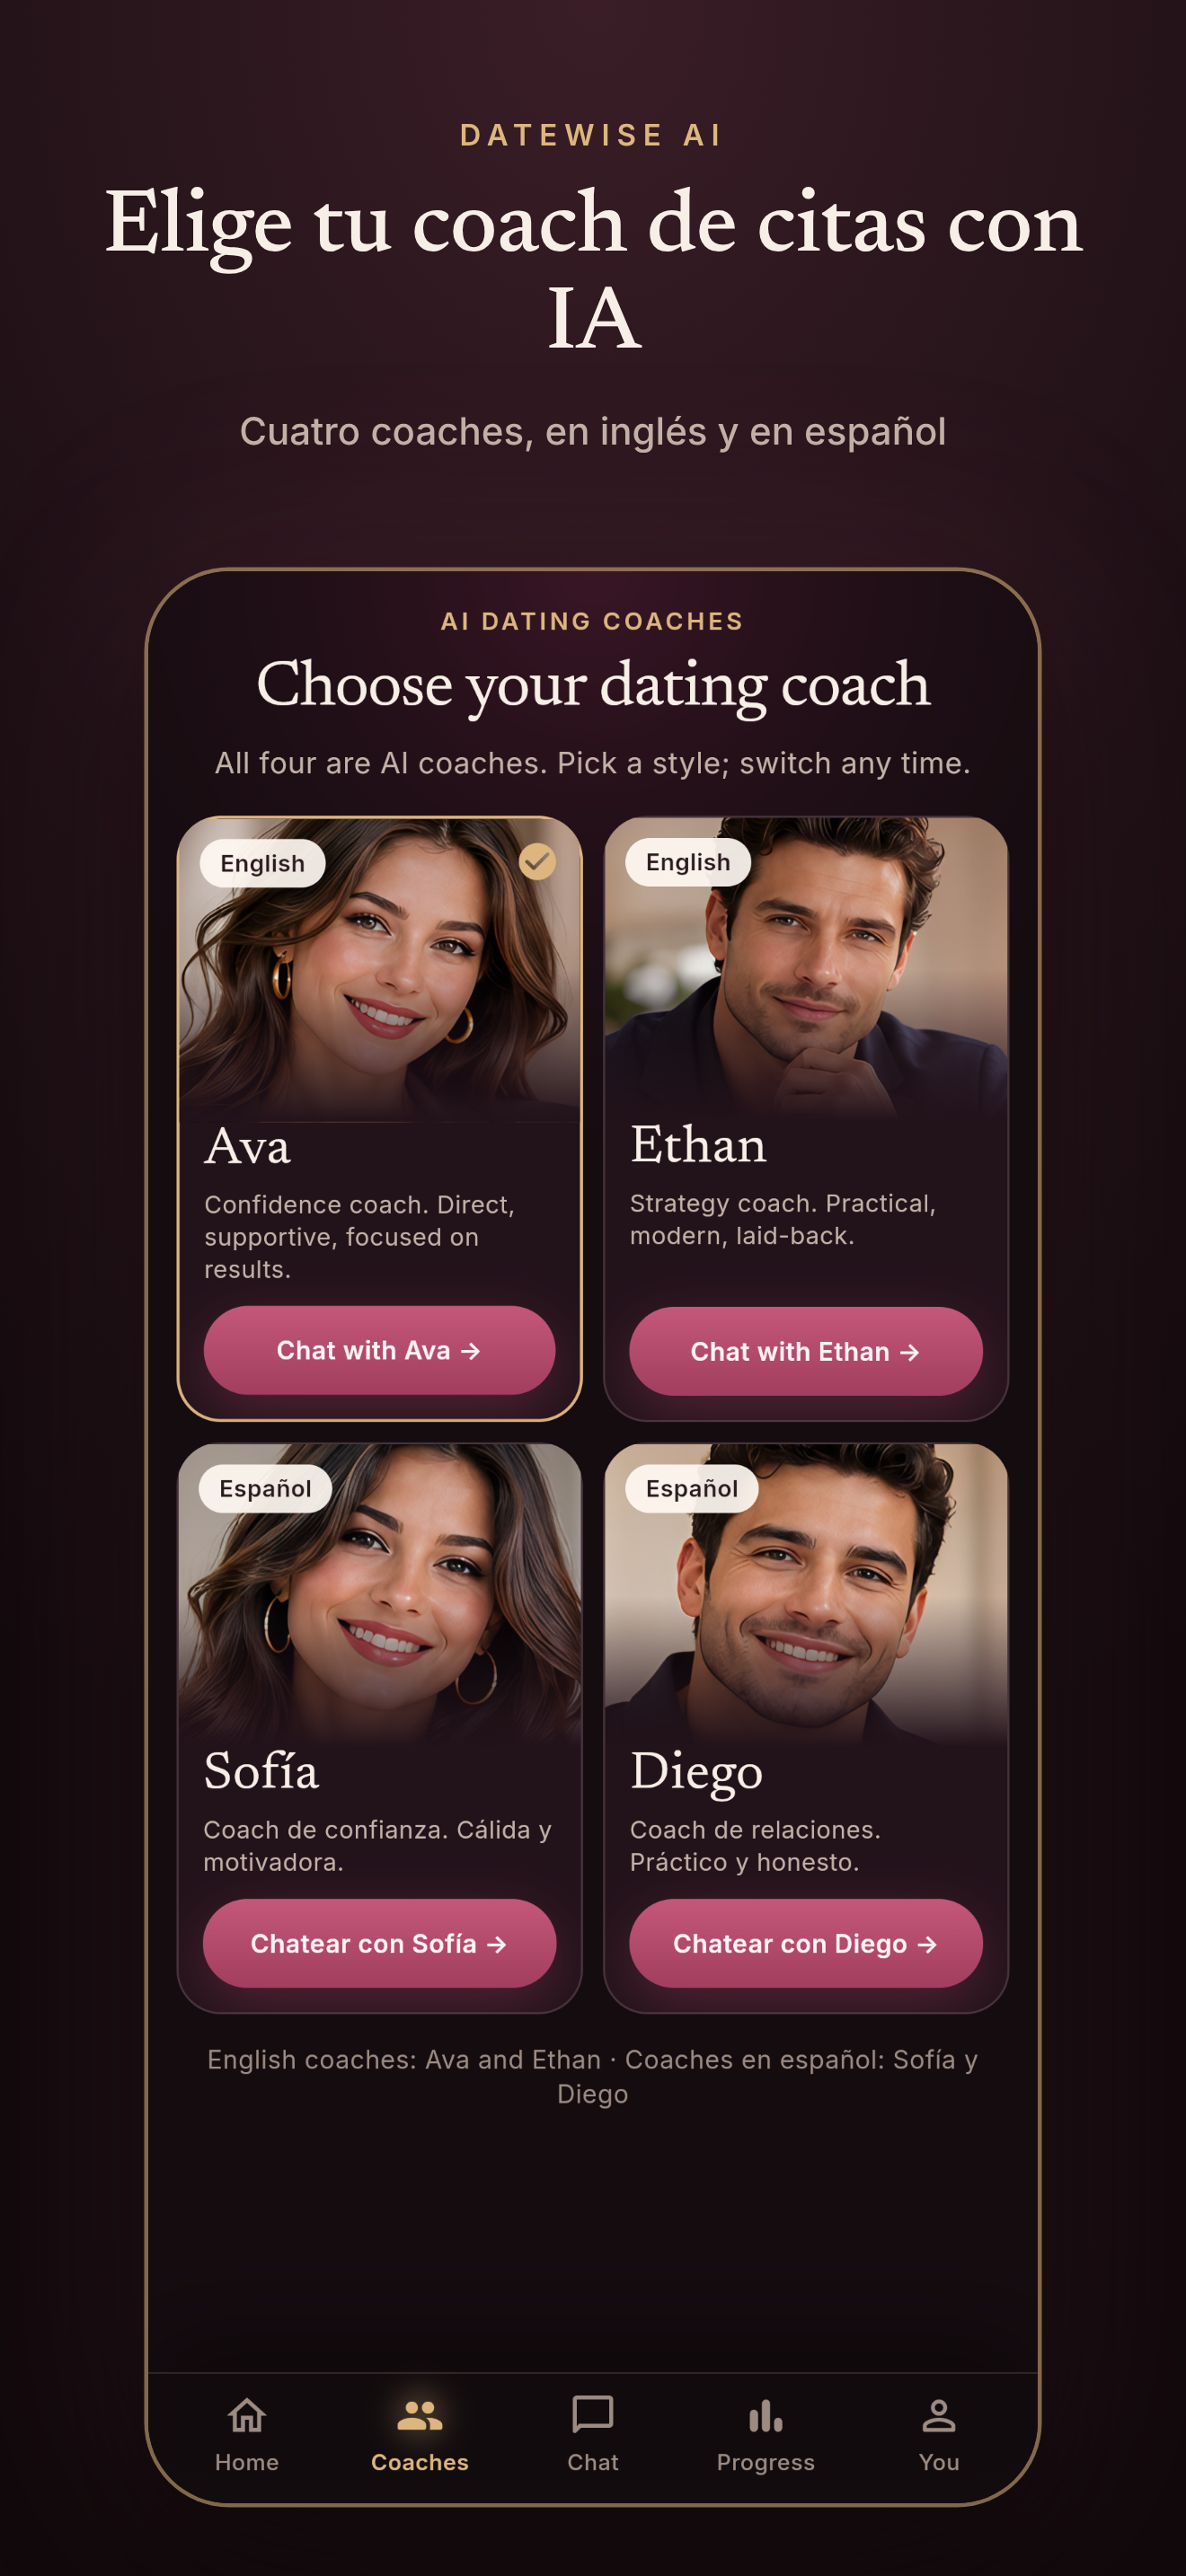 DATEWISE AI
Elige tu coach de citas con
IA
Cuatro coaches, en inglés y en español
AI DATING COACHES
Choose your dating coach
All four are AI coaches. Pick a style; switch any time.
English
English
Ava
Confidence coach. Direct,
supportive, focused on
results.
Chat with Ava →
Ethan
Strategy coach. Practical,
modern, laid-back.
Chat with Ethan →
Español
Español
Sofía
Coach de confianza. Cálida y
motivadora.
Chatear con Sofía →
Diego
Coach de relaciones.
Práctico y honesto.
Chatear con Diego →
English coaches: Ava and Ethan · Coaches en español: Sofía y
Diego
Home
Coaches
Chat
Progress
You